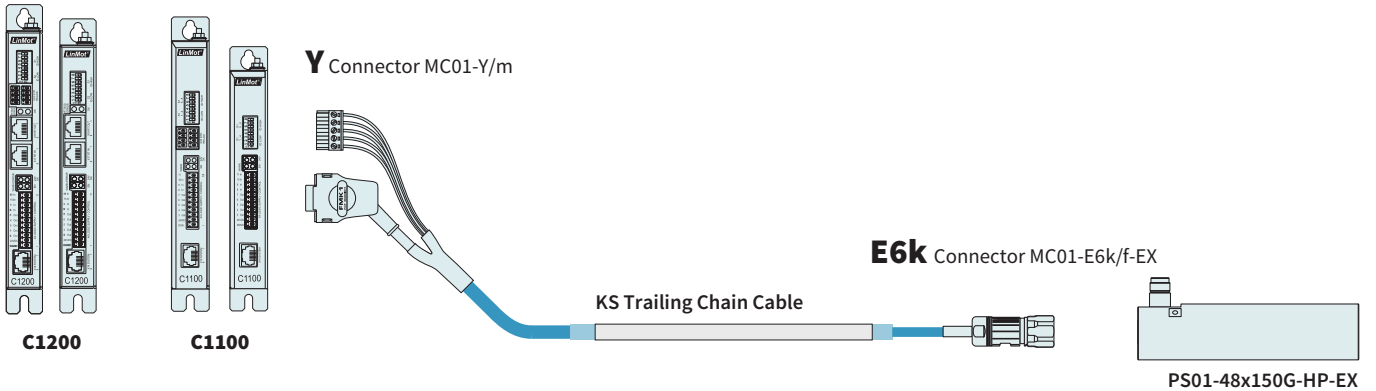 LinMot®
LinMot®
LinMot®
LinMot®
Y Connector MC01-Y/m
FMK1
E6k Connector MC01-E6k/f-EX
KS Trailing Chain Cable
C1200
C1200
C1100
C1100
C1200
C1100
PS01-48x150G-HP-EX